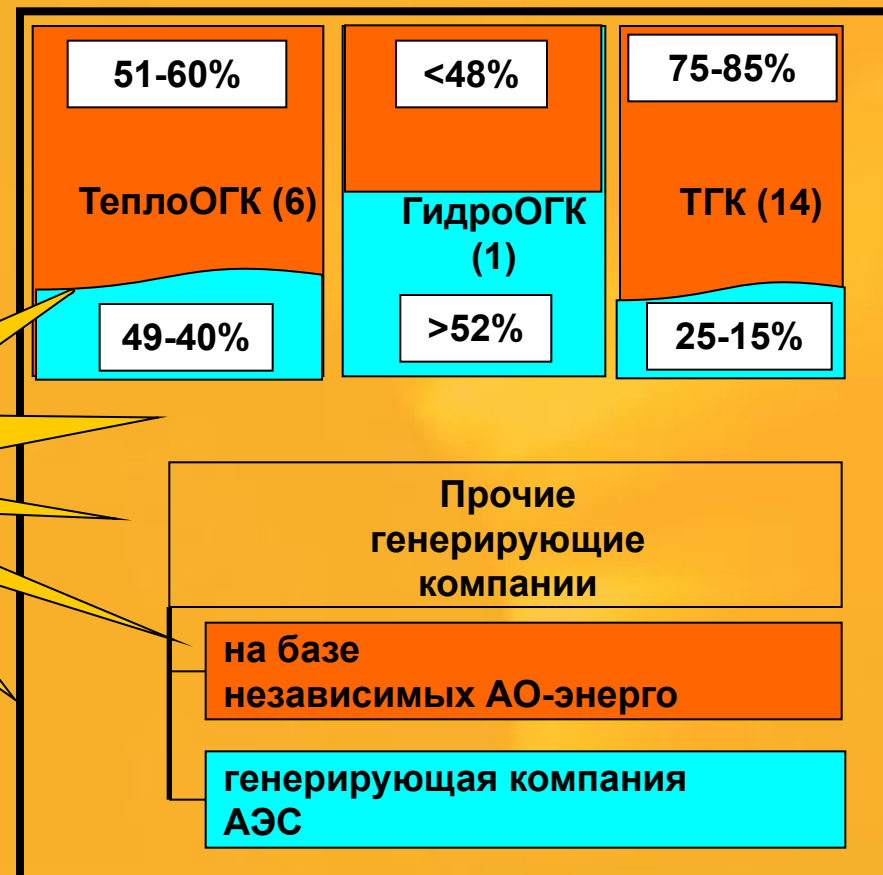 51-60%
ТеплоОГК (6)
49-40%
<48%
ГидроОГК
(1)
>52%
75-85%
ТГК (14)
25-15%
Прочие
генерирующие
компании
на базе
независимых АО-энерго
генерирующая компания
АЭС